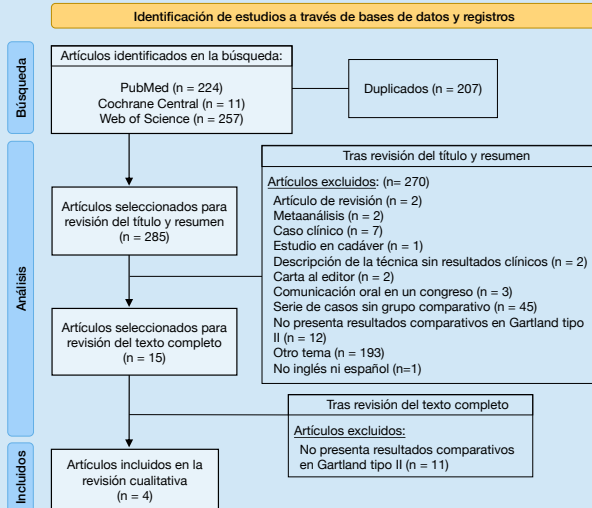 Identificación de estudios a través de bases de datos y registros
Búsqueda
Artículos identificados en la búsqueda:
PubMed (n = 224)
Cochrane Central (n = 11)
Web of Science (n = 257)
Duplicados (n = 207)
Análisis
Artículos seleccionados para
revisión del título y resumen
(n = 285)
Tras revisión del título y resumen
Artículos excluidos: (n= 270)
Artículo de revisión (n = 2)
Metaanálisis (n = 2)
Caso clínico (n = 7)
Estudio en cadáver (n = 1)
Descripción de la técnica sin resultados clínicos (n = 2)
Carta al editor (n = 2)
Comunicación oral en un congreso (n = 3)
Serie de casos sin grupo comparativo (n = 45)
No presenta resultados comparativos en Gartland tipo
II (n = 12)
Otro tema (n = 193)
No inglés ni español (n=1)
Artículos seleccionados para
revisión del texto completo
(n = 15)
Tras revisión del texto completo
Artículos excluidos:
No presenta resultados comparativos
en Gartland tipo II (n = 11)
Incluidos
Artículos incluidos en la
revisión cualitativa
(n = 4)